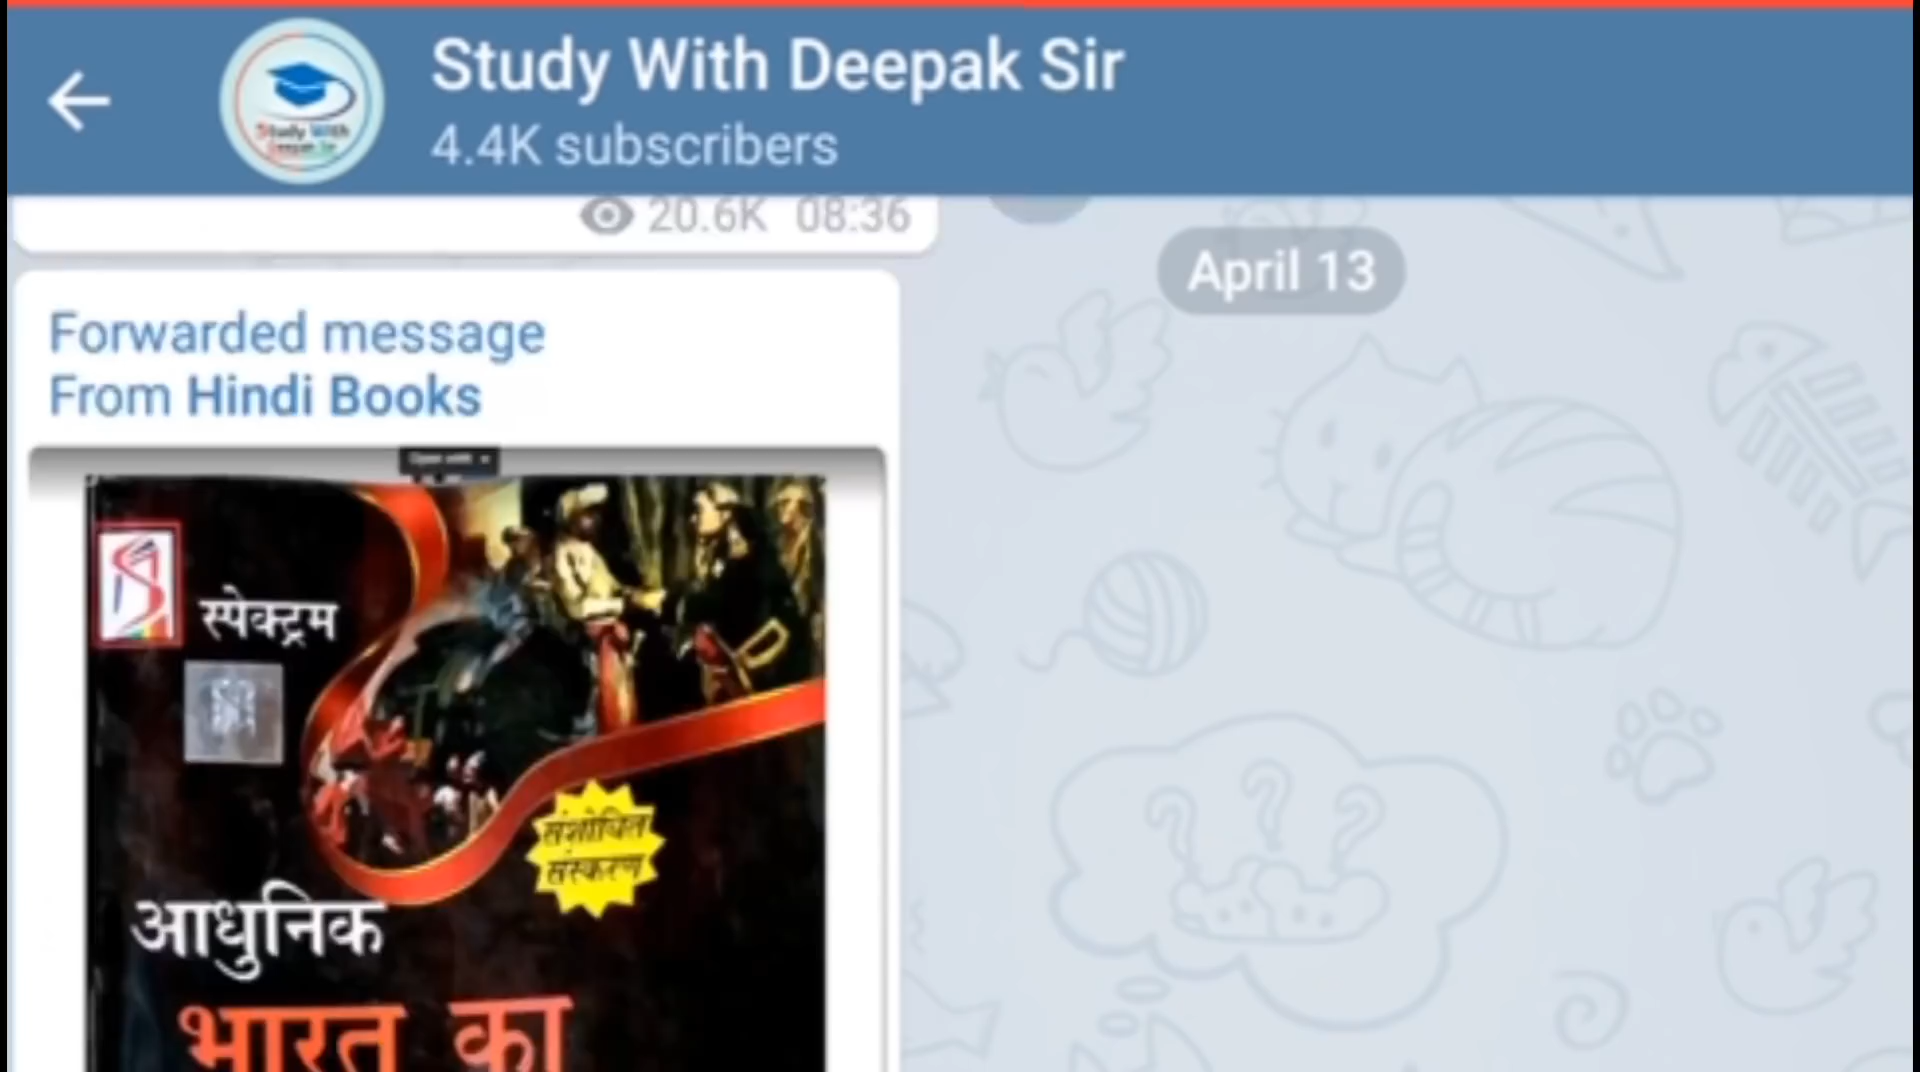 Study With Deepak Sir
4.4K subscribers
20.6K 08:36
April 13
Forwarded message
From Hindi Books
स्पेक्ट्रम
संशोधित
संस्करण
आधुनिक
भारत का